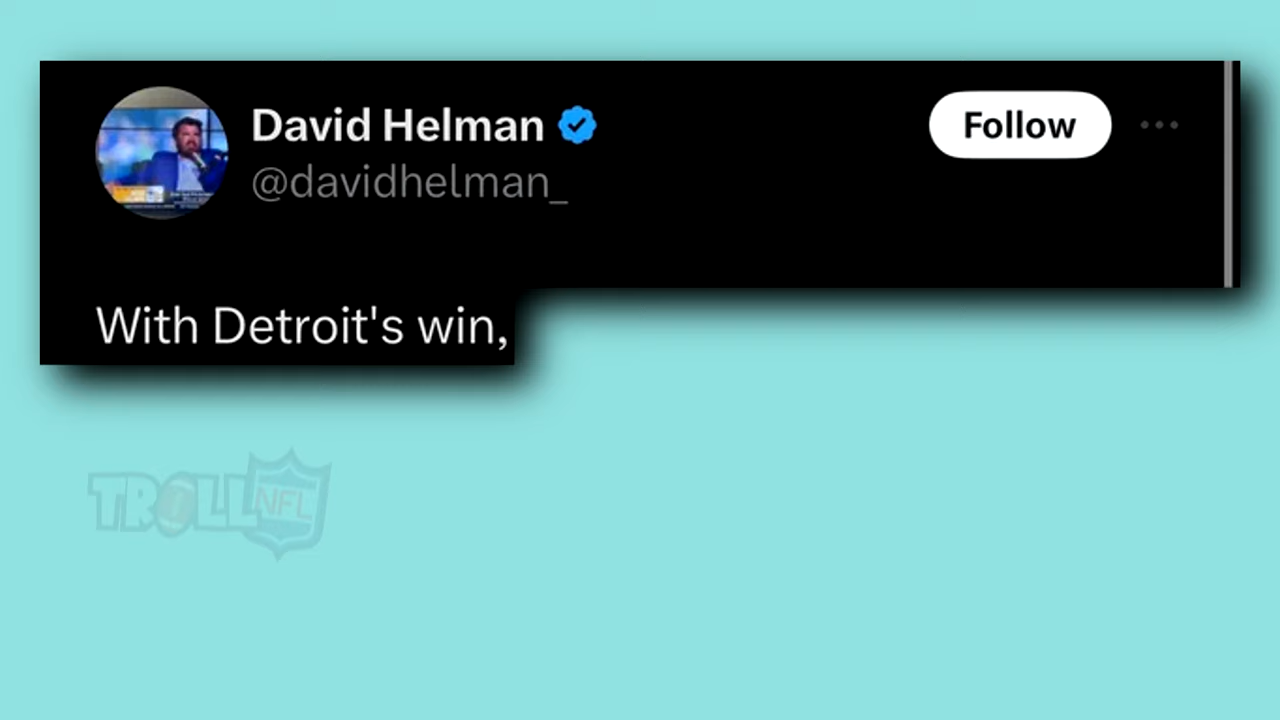 David Helman
Follow
@davidhelman_
With Detroit's win,
TROLL NFL